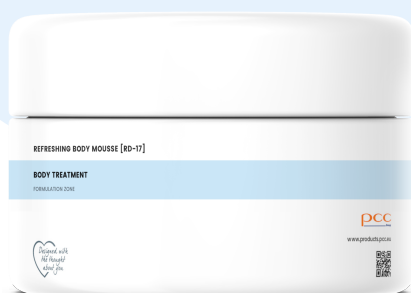 REFRESHING BODY MOUSSE [RD-17]
BODY TREATMENT
FORMULATION ZONE
pcc
www.products.pcc.eu
Designed with
the thought
about you